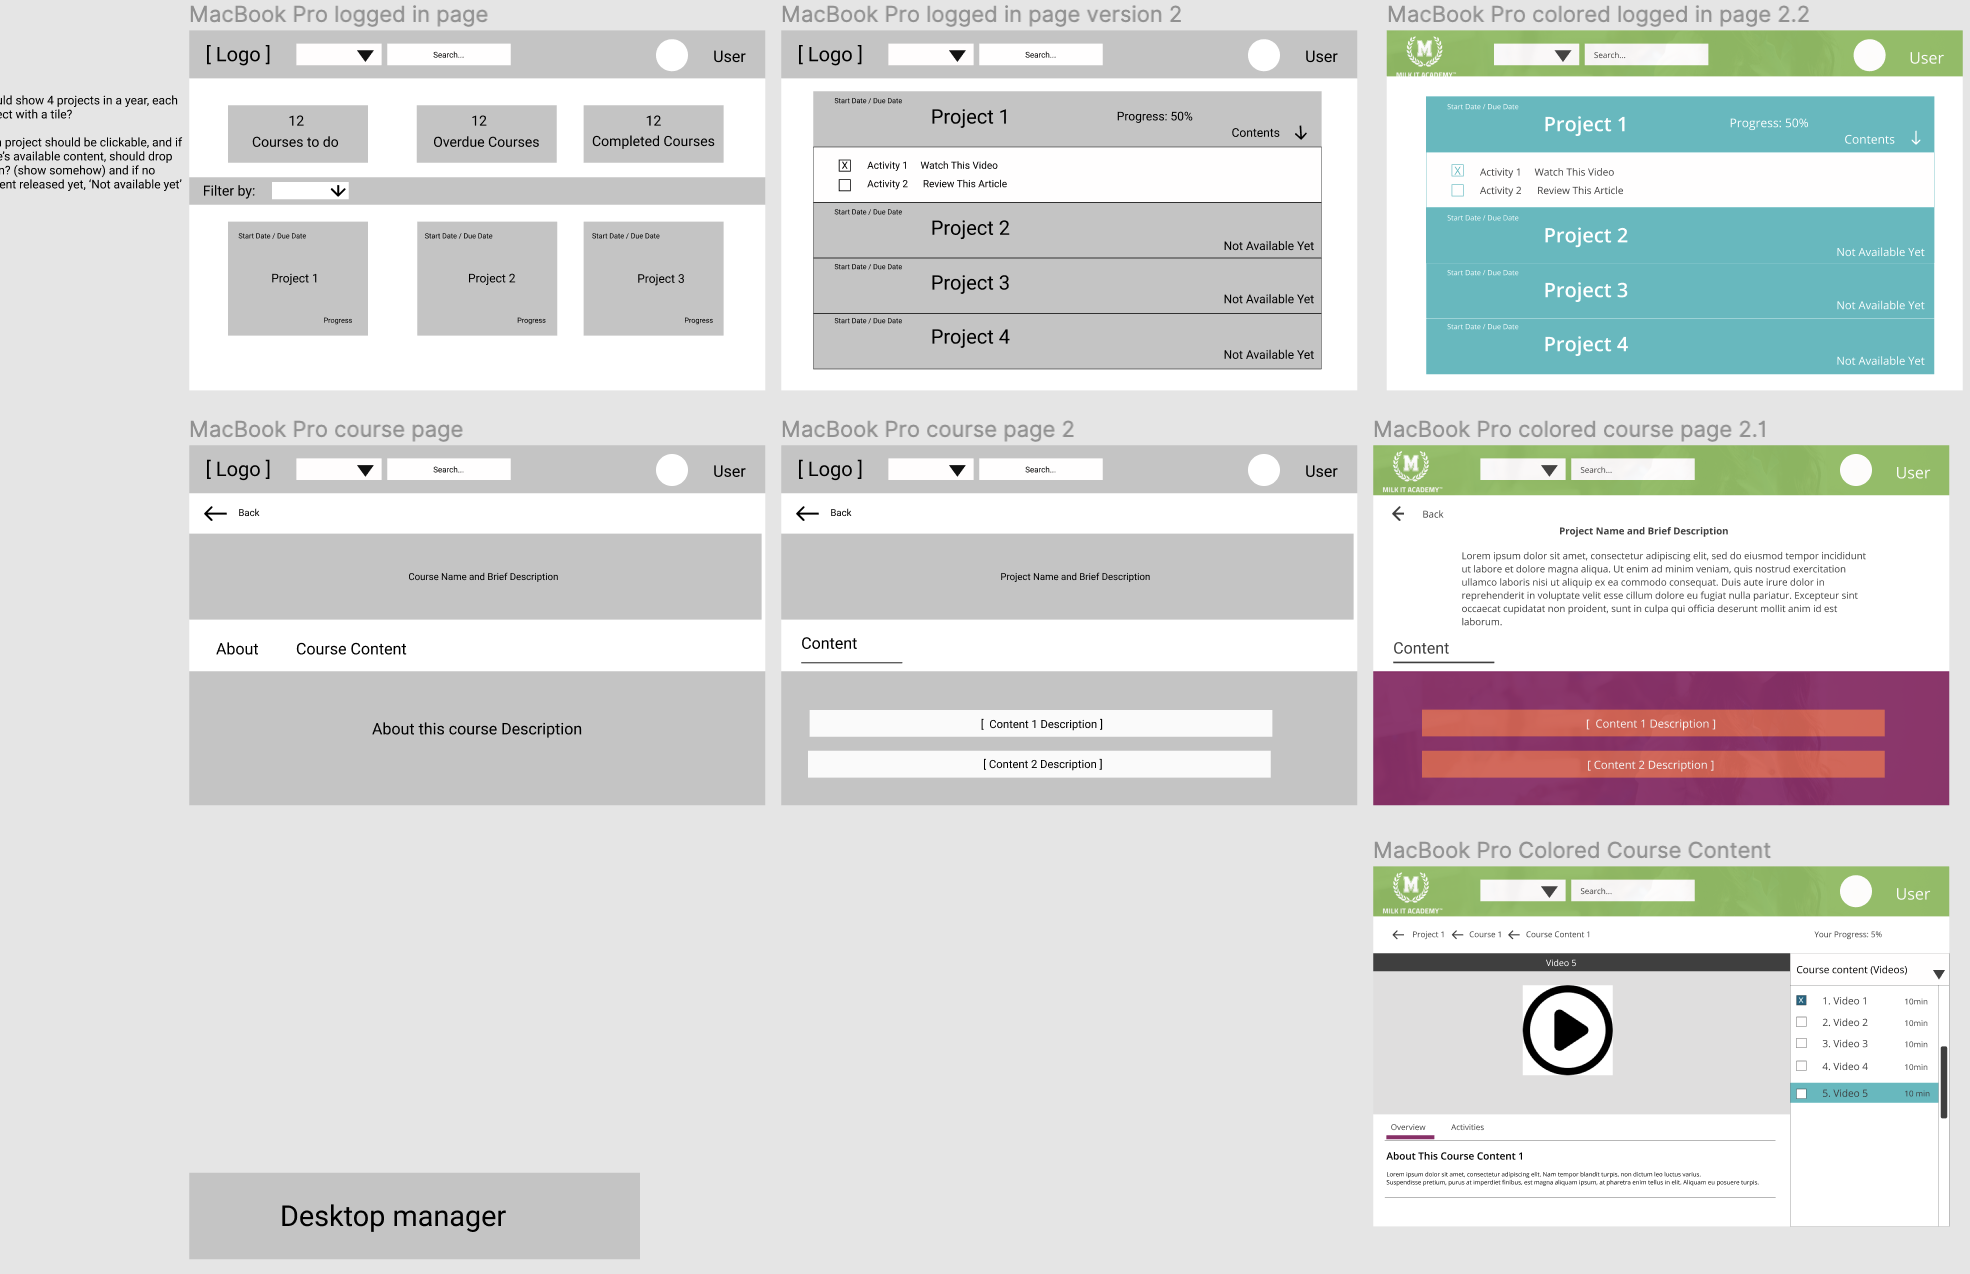 MacBook Pro logged in page
[ Logo ]
Search...
User
12
Courses to do
12
Overdue Courses
12
Completed Courses
Filter by:
Start Date / Due Date
Project 1
Progress
Start Date / Due Date
Project 2
Progress
Start Date / Due Date
Project 3
Progress
show 4 projects in a year, each
with a tile?
project should be clickable, and if
available content, should drop
(show somehow) and if no
released yet, ‘Not available yet’
MacBook Pro logged in page version 2
[ Logo ]
Search...
User
Start Date / Due Date
Project 1
Progress: 50%
Contents
X Activity 1 Watch This Video
Activity 2 Review This Article
Start Date / Due Date
Project 2
Not Available Yet
Start Date / Due Date
Project 3
Not Available Yet
Start Date / Due Date
Project 4
Not Available Yet
MacBook Pro colored logged in page 2.2
M
MILK IT ACADEMY™
Search...
User
Start Date / Due Date
Project 1
Progress: 50%
Contents
X Activity 1 Watch This Video
Activity 2 Review This Article
Start Date / Due Date
Project 2
Not Available Yet
Start Date / Due Date
Project 3
Not Available Yet
Start Date / Due Date
Project 4
Not Available Yet
MacBook Pro course page
[ Logo ]
Search...
User
Back
Course Name and Brief Description
About Course Content
About this course Description
MacBook Pro course page 2
[ Logo ]
Search...
User
Back
Project Name and Brief Description
Content
[ Content 1 Description ]
[ Content 2 Description ]
MacBook Pro colored course page 2.1
M
MILK IT ACADEMY™
Search...
User
Back
Project Name and Brief Description
Lorem ipsum dolor sit amet, consectetur adipiscing elit, sed do eiusmod tempor incididunt
ut labore et dolore magna aliqua. Ut enim ad minim veniam, quis nostrud exercitation
ullamco laboris nisi ut aliquip ex ea commodo consequat. Duis aute irure dolor in
reprehenderit in voluptate velit esse cillum dolore eu fugiat nulla pariatur. Excepteur sint
occaecat cupidatat non proident, sunt in culpa qui officia deserunt mollit anim id est
laborum.
Content
[ Content 1 Description ]
[ Content 2 Description ]
MacBook Pro Colored Course Content
M
MILK IT ACADEMY™
Search...
User
Project 1 Course 1 Course Content 1
Your Progress: 5%
Video 5
Course content (Videos)
X 1. Video 1 10min
2. Video 2 10min
3. Video 3 10min
4. Video 4 10min
5. Video 5 10 min
Overview Activities
About This Course Content 1
Lorem ipsum dolor sit amet, consectetur adipiscing elit. Nam tempor blandit turpis, non dictum leo luctus varius.
Suspendisse pretium, purus at imperdiet finibus, est magna aliquam ipsum, at pharetra enim tellus in elit. Aliquam eu posuere turpis.
Desktop manager